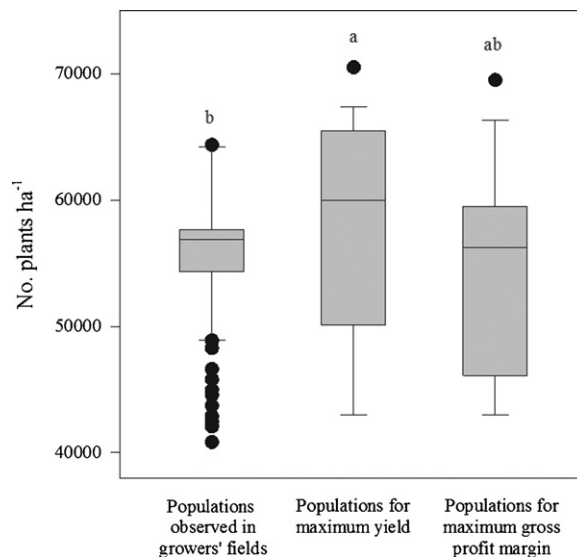 a
ab
70000
b
60000
No. plants ha⁻¹
50000
40000
Populations
observed in
growers' fields
Populations for
maximum yield
Populations for
maximum gross
profit margin